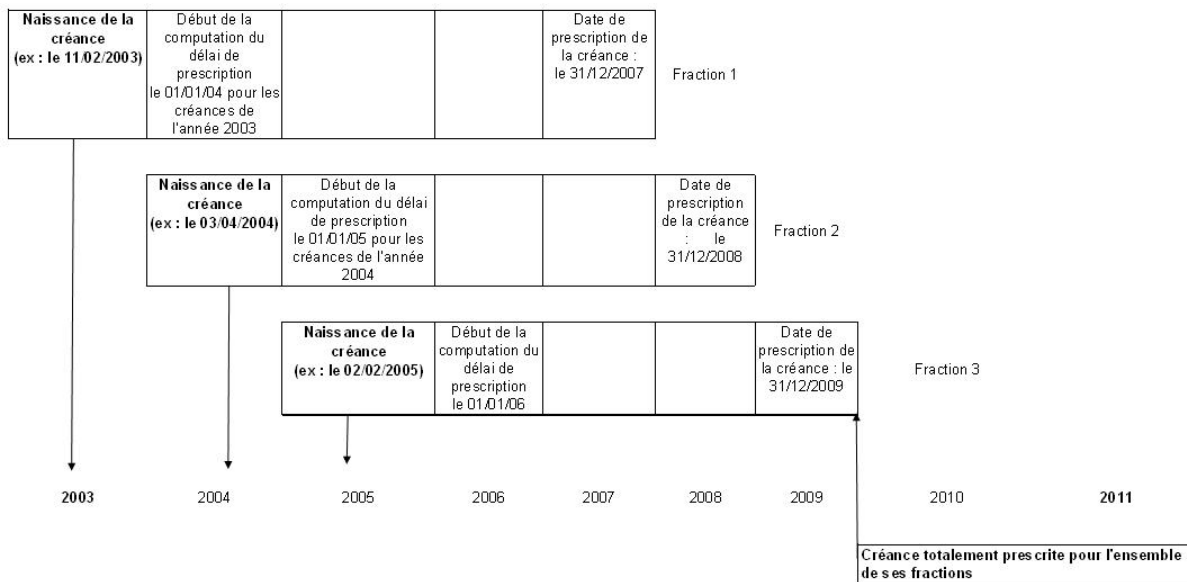 Naissance de la
créance
(ex : le 11/02/2003)
Début de la
computation du
délai de
prescription
le 01/01/04 pour les
créances de
l'année 2003
Date de
prescription de
la créance :
le 31/12/2007
Fraction 1
Naissance de la
créance
(ex : le 03/04/2004)
Début de la
computation du délai
de prescription
le 01/01/05 pour les
créances de l'année
2004
Date de
prescription
de la créance
: le
31/12/2008
Fraction 2
Naissance de la
créance
(ex : le 02/02/2005)
Début de la
computation du
délai de
prescription
le 01/01/06
Date de
prescription de
la créance : le
31/12/2009
Fraction 3
2003 2004 2005 2006 2007 2008 2009 2010 2011
Créance totalement prescrite pour l'ensemble
de ses fractions